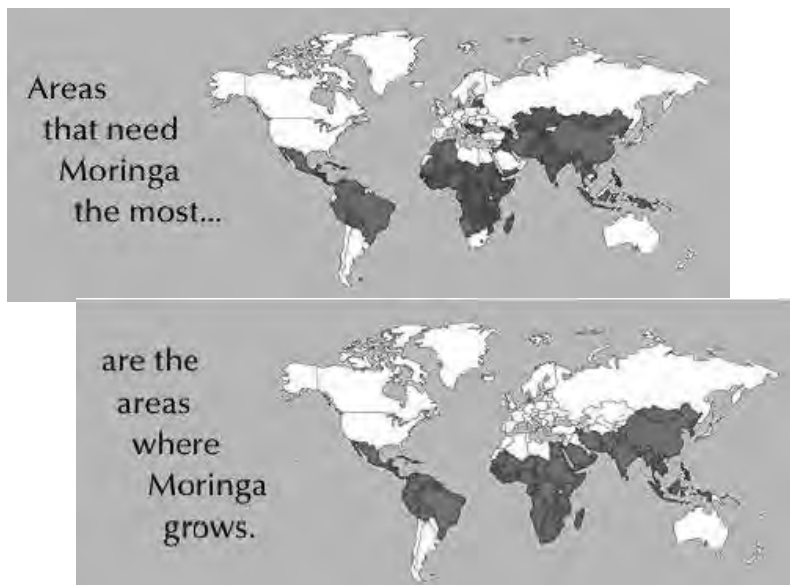 Areas
that need
Moringa
the most...
are the
areas
where
Moringa
grows.